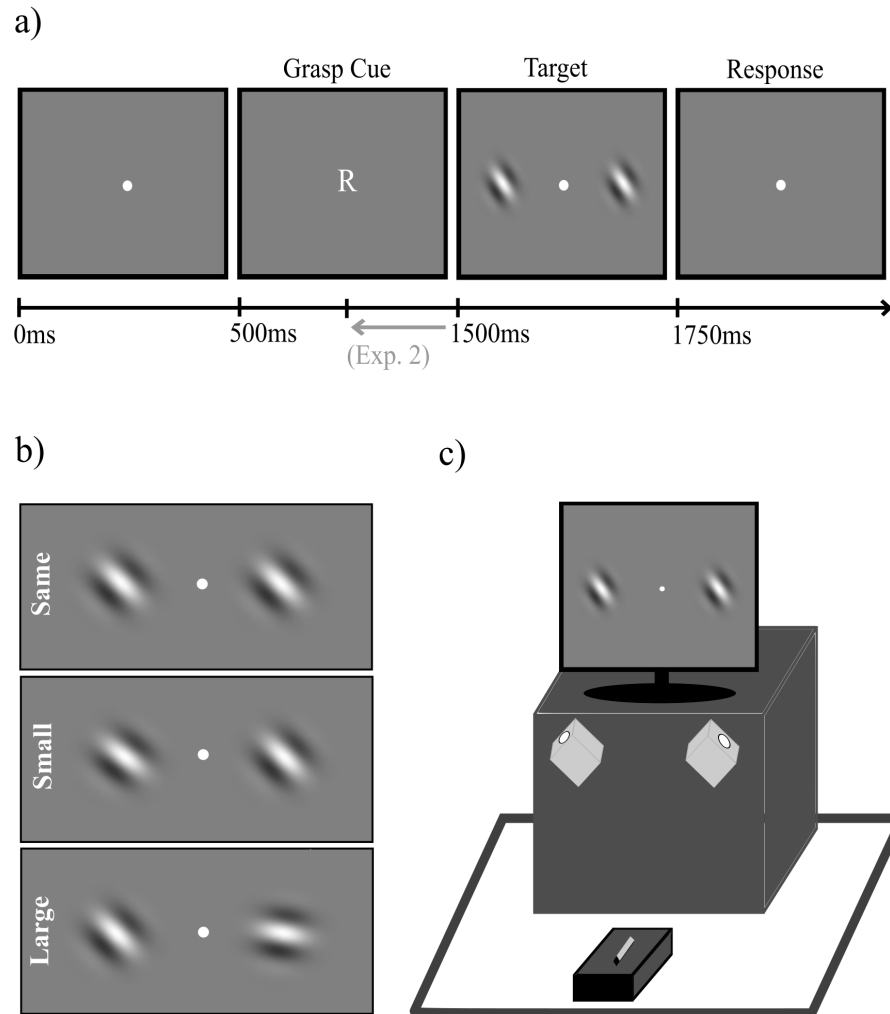 a)
Grasp Cue
Target
Response
R
0ms
500ms
1500ms
1750ms
(Exp. 2)
b)
Same
Small
Large
c)